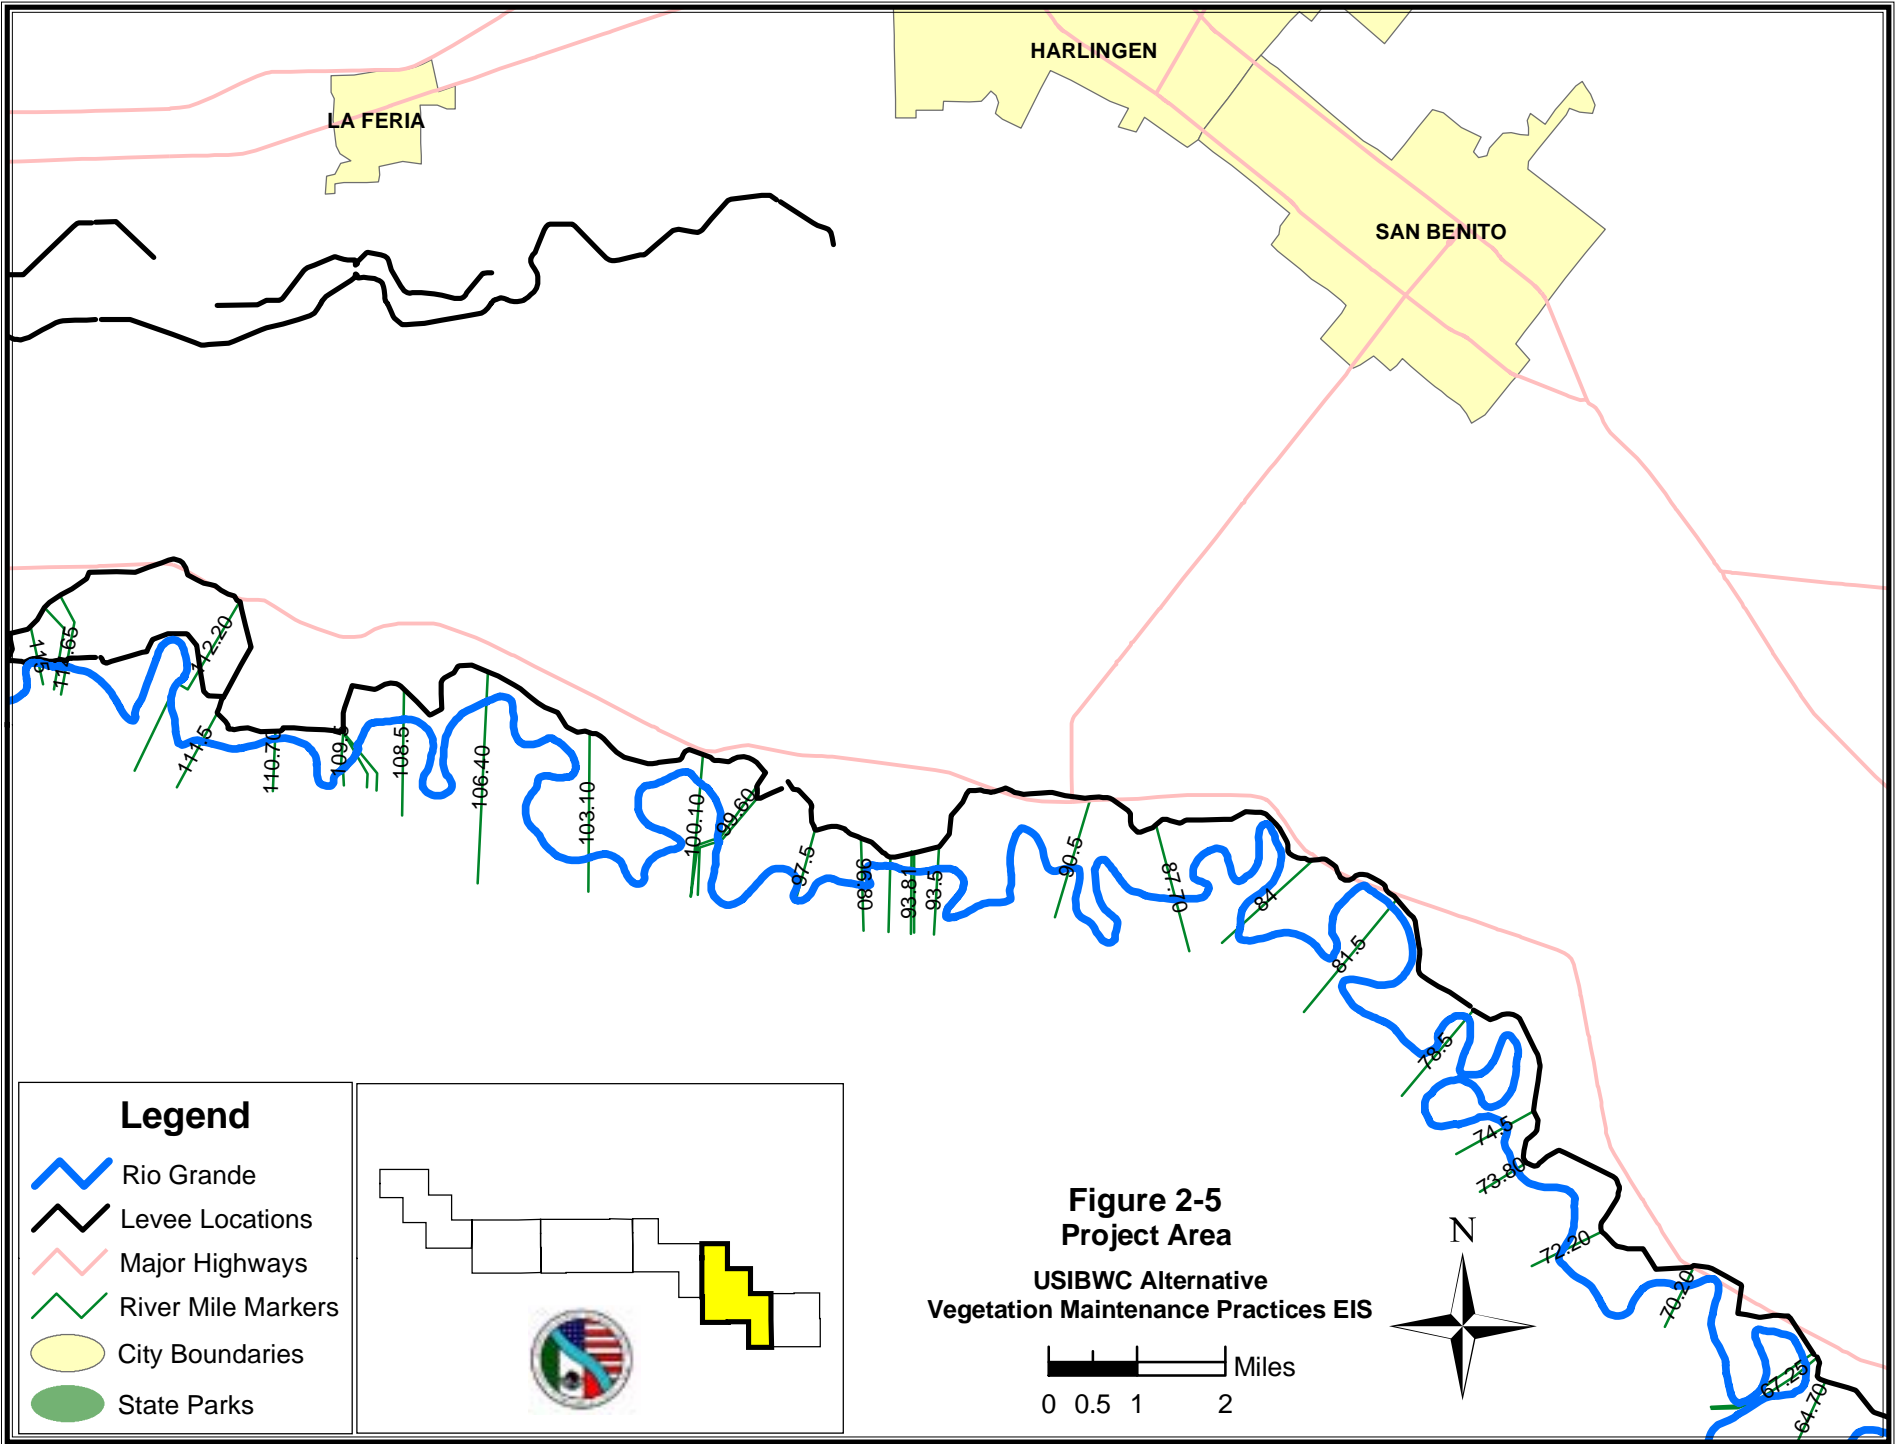 HARLINGEN
LA FERIA
SAN BENITO
112.20
111.5
110.70
108.5
106.40
103.10
100.10
99.60
97.5
96.80
93.81
93.5
90.5
87.70
84
81.5
78.5
74.5
73.80
72.20
70.20
67.25
64.70
Legend
Rio Grande
Levee Locations
Major Highways
River Mile Markers
City Boundaries
State Parks
Figure 2-5
Project Area
USIBWC Alternative
Vegetation Maintenance Practices EIS
Miles
0 0.5 1 2
N